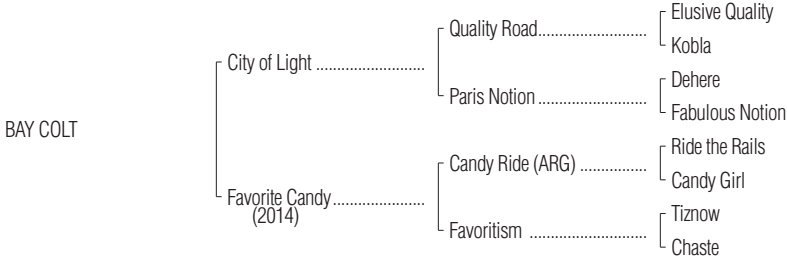 Elusive Quality
Quality Road..........................
Kobla
City of Light ..........................
Dehere
Paris Notion ..........................
Fabulous Notion
BAY COLT
Ride the Rails
Candy Ride (ARG) ................
Candy Girl
Favorite Candy......................
(2014)
Tiznow
Favoritism ............................
Chaste